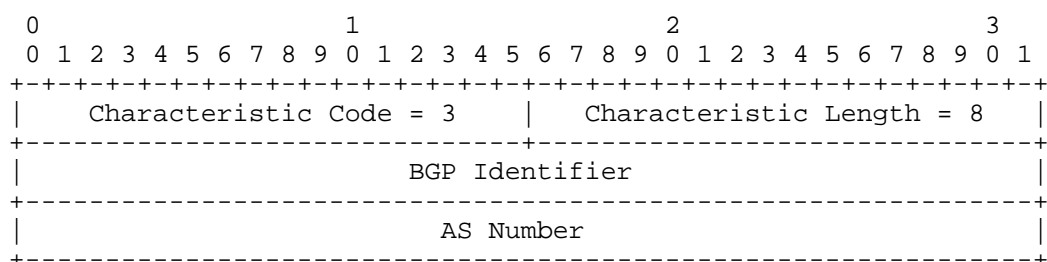 0                   1                   2                   3
 0 1 2 3 4 5 6 7 8 9 0 1 2 3 4 5 6 7 8 9 0 1 2 3 4 5 6 7 8 9 0 1
+-+-+-+-+-+-+-+-+-+-+-+-+-+-+-+-+-+-+-+-+-+-+-+-+-+-+-+-+-+-+-+-+
|    Characteristic Code = 3    |   Characteristic Length = 8   |
+-------------------------------+-------------------------------+
|                        BGP Identifier                         |
+---------------------------------------------------------------+
|                          AS Number                            |
+---------------------------------------------------------------+